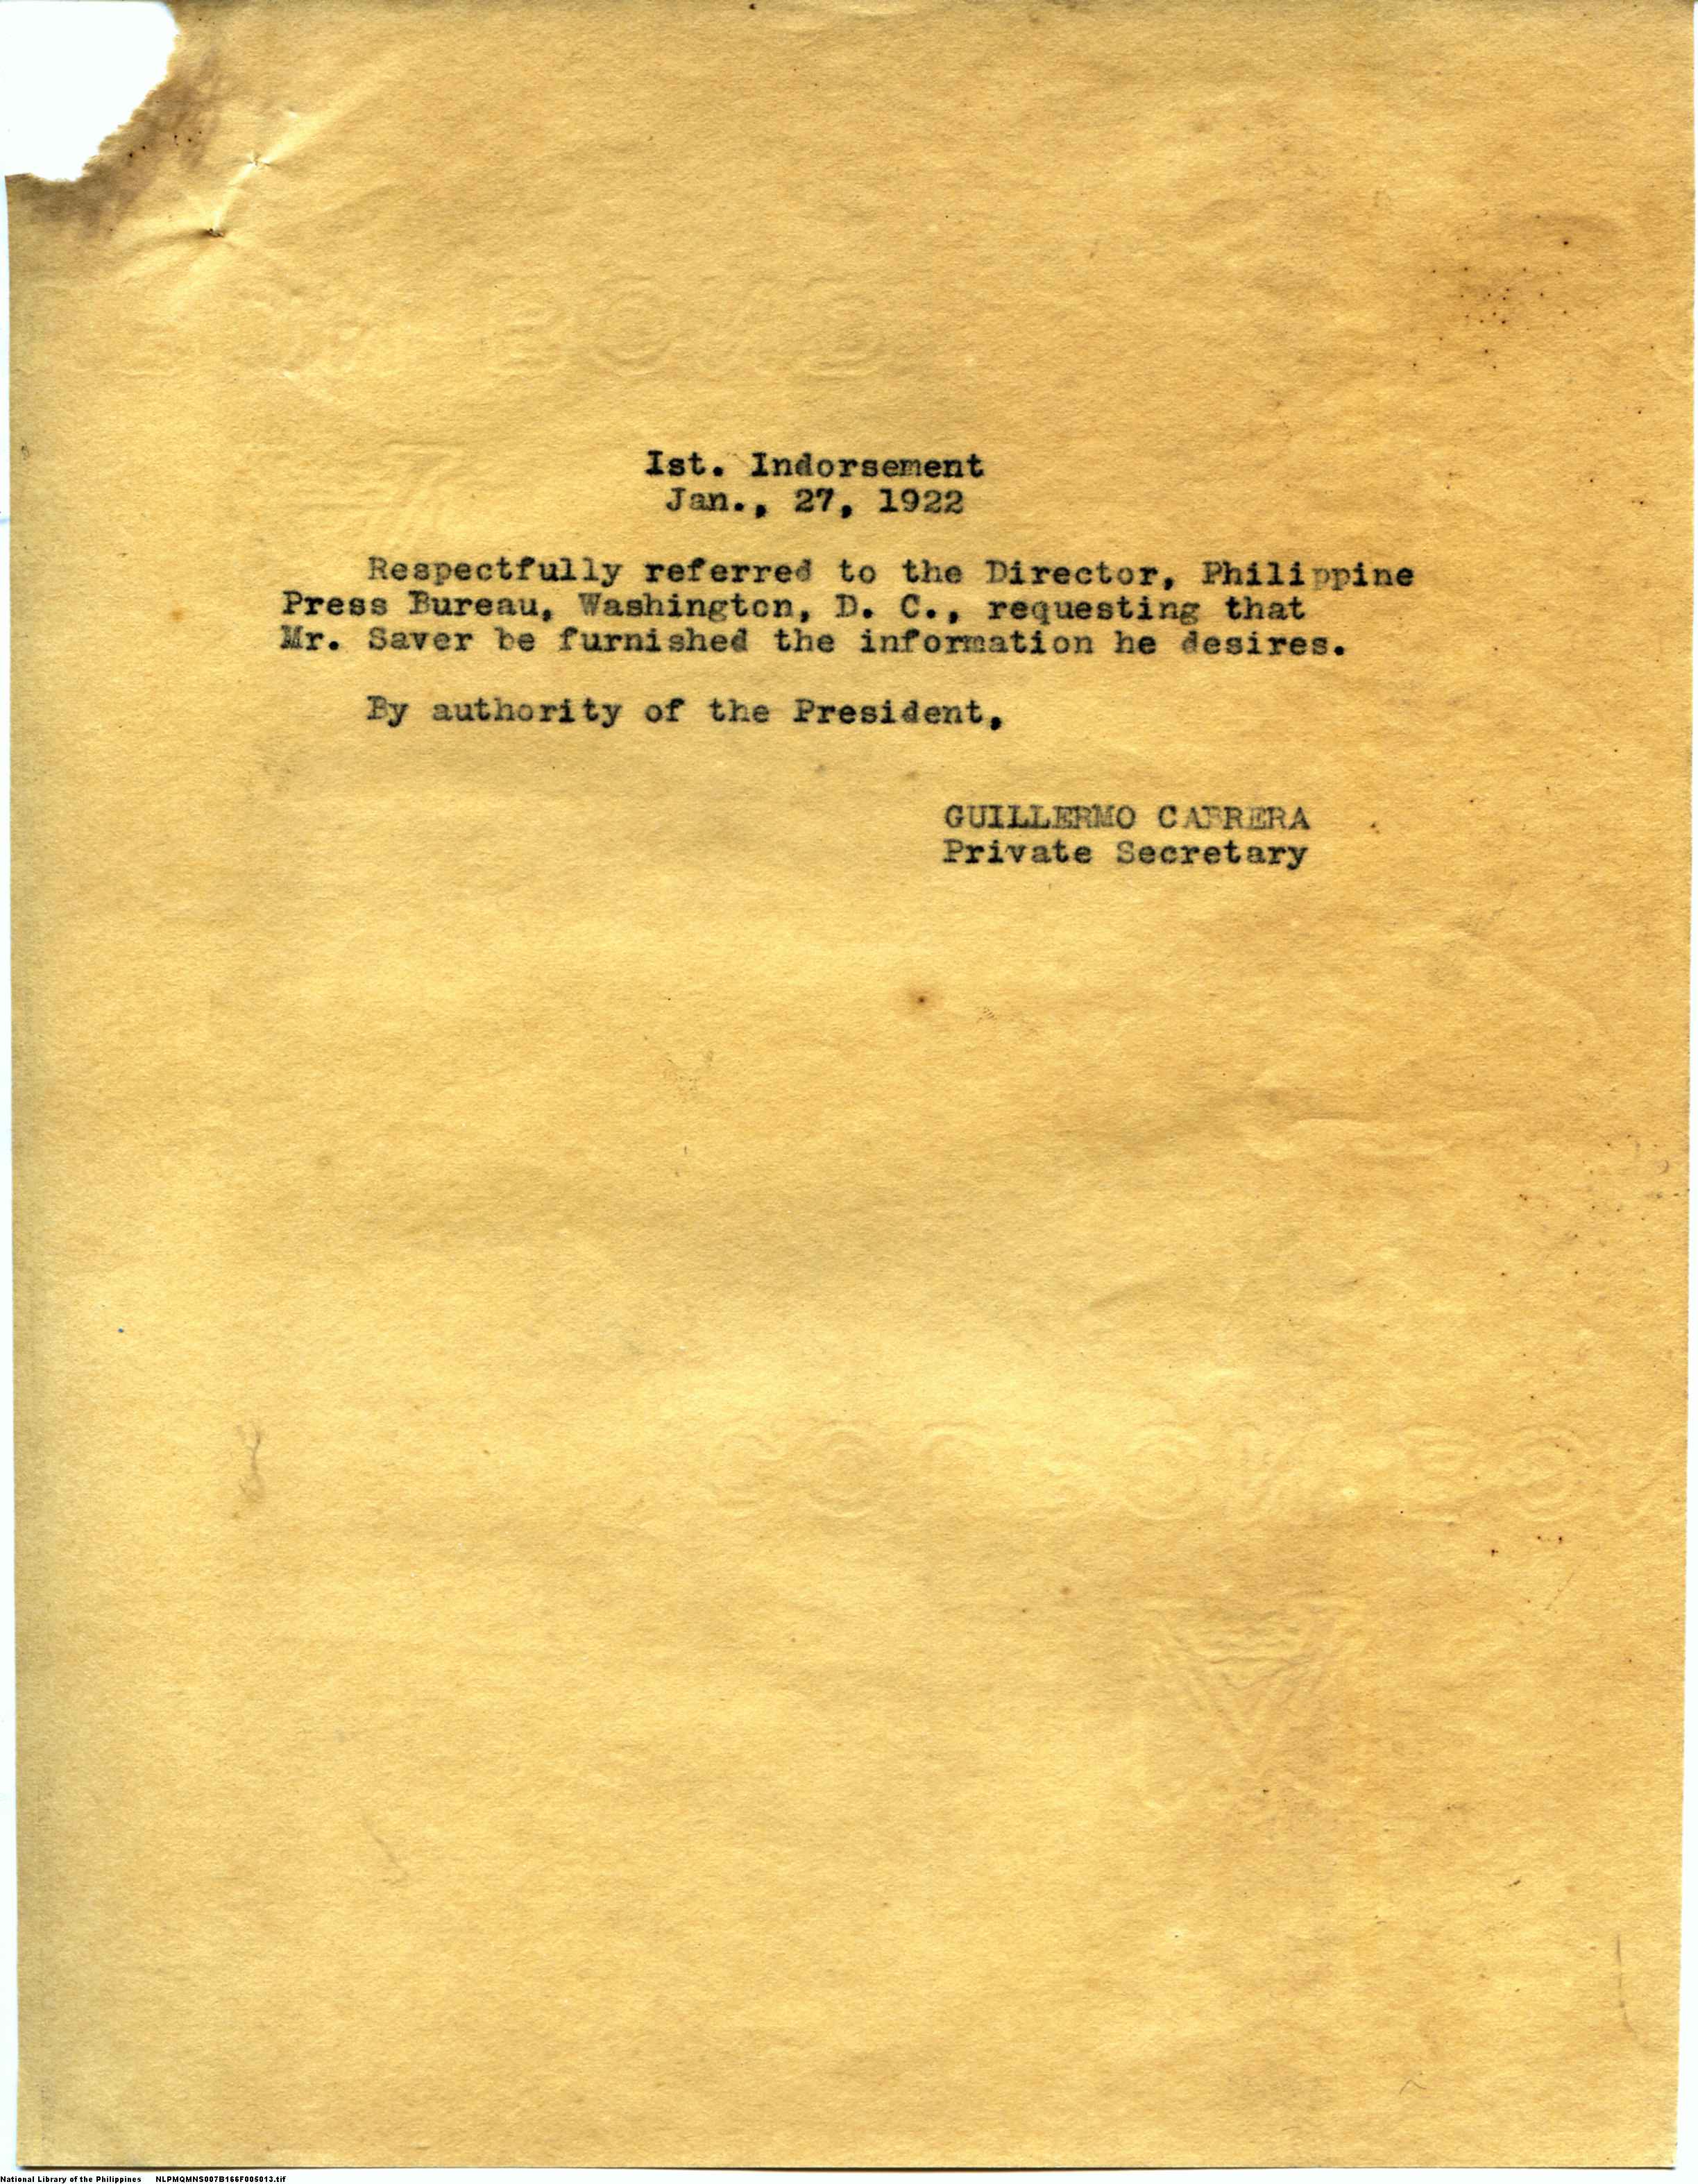 Ist. Indorsement
Jan., 27, 1922
Respectfully referred to the Director, Philippine
Press Bureau, Washington, D. C., requesting that
Mr. Saver be furnished the information he desires.
By authority of the President,
GUILLERMO CABRERA
Private Secretary
National Library of the Philippines NLPMQMNS007B166F005013.tif